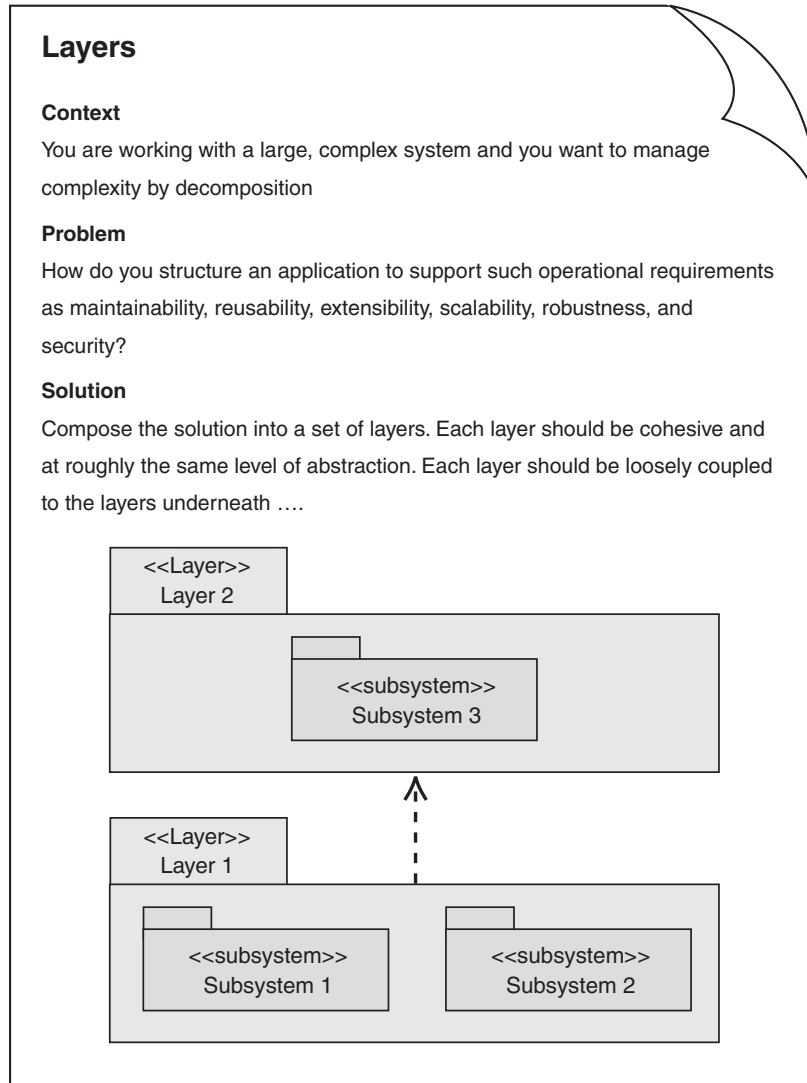 Layers
Context
You are working with a large, complex system and you want to manage
complexity by decomposition
Problem
How do you structure an application to support such operational requirements
as maintainability, reusability, extensibility, scalability, robustness, and
security?
Solution
Compose the solution into a set of layers. Each layer should be cohesive and
at roughly the same level of abstraction. Each layer should be loosely coupled
to the layers underneath ….
<<Layer>>
Layer 2
<<subsystem>>
Subsystem 3
<<Layer>>
Layer 1
<<subsystem>>
Subsystem 1
<<subsystem>>
Subsystem 2